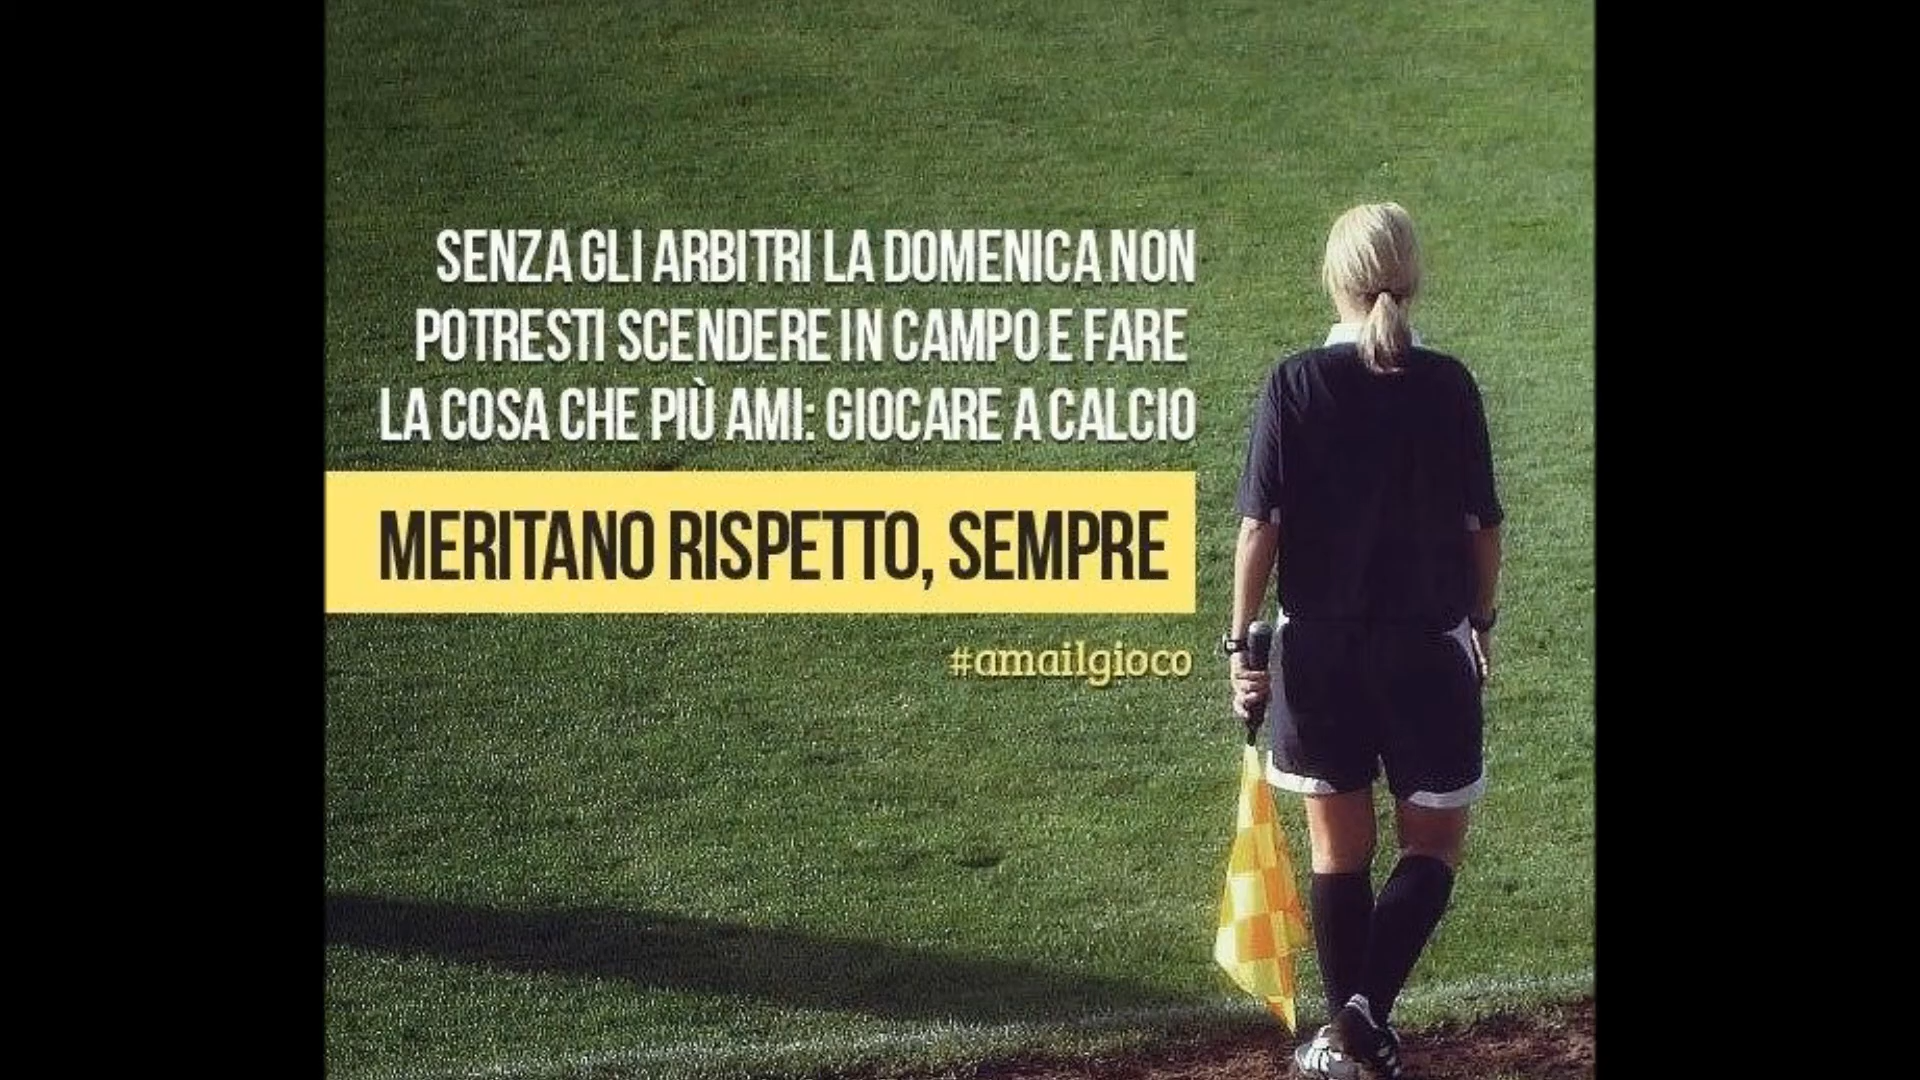 SENZA GLI ARBITRI LA DOMENICA NON
POTRESTI SCENDERE IN CAMPO E FARE
LA COSA CHE PIÙ AMI: GIOCARE A CALCIO
MERITANO RISPETTO, SEMPRE
#amailgioco